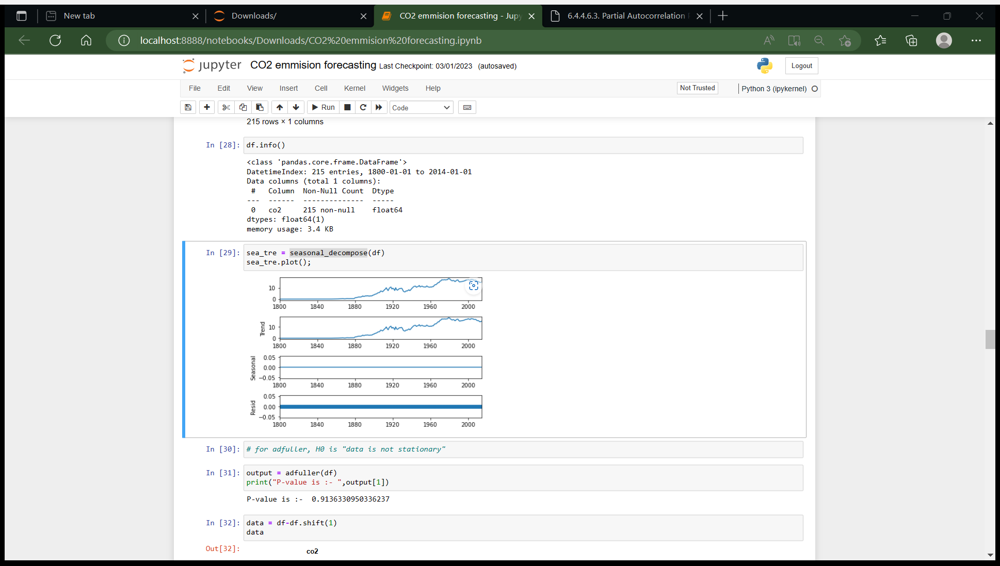 New tab
Downloads/
CO2 emmision forecasting - Jupy
6.4.4.6.3. Partial Autocorrelation
localhost:8888/notebooks/Downloads/CO2%20emmision%20forecasting.ipynb
jupyter CO2 emmision forecasting Last Checkpoint: 03/01/2023 (autosaved)
Logout
File Edit View Insert Cell Kernel Widgets Help
Not Trusted
Python 3 (ipykernel)
Run
Code
215 rows × 1 columns
In [28]: df.info()
<class 'pandas.core.frame.DataFrame'>
DatetimeIndex: 215 entries, 1800-01-01 to 2014-01-01
Data columns (total 1 columns):
# Column Non-Null Count Dtype
--- ------ -------------- -----
0 co2 215 non-null float64
dtypes: float64(1)
memory usage: 3.4 KB
In [29]: sea_tre = seasonal_decompose(df)
sea_tre.plot();
10
0
1800 1840 1880 1920 1960 2000
Trend
10
0
1800 1840 1880 1920 1960 2000
Seasonal
0.05
0.00
−0.05
1800 1840 1880 1920 1960 2000
Resid
0.05
0.00
−0.05
1800 1840 1880 1920 1960 2000
In [30]: # for adfuller, H0 is "data is not stationary"
In [31]: output = adfuller(df)
print("P-value is :- ",output[1])
P-value is :-  0.9136330950336237
In [32]: data = df-df.shift(1)
data
Out[32]:
co2